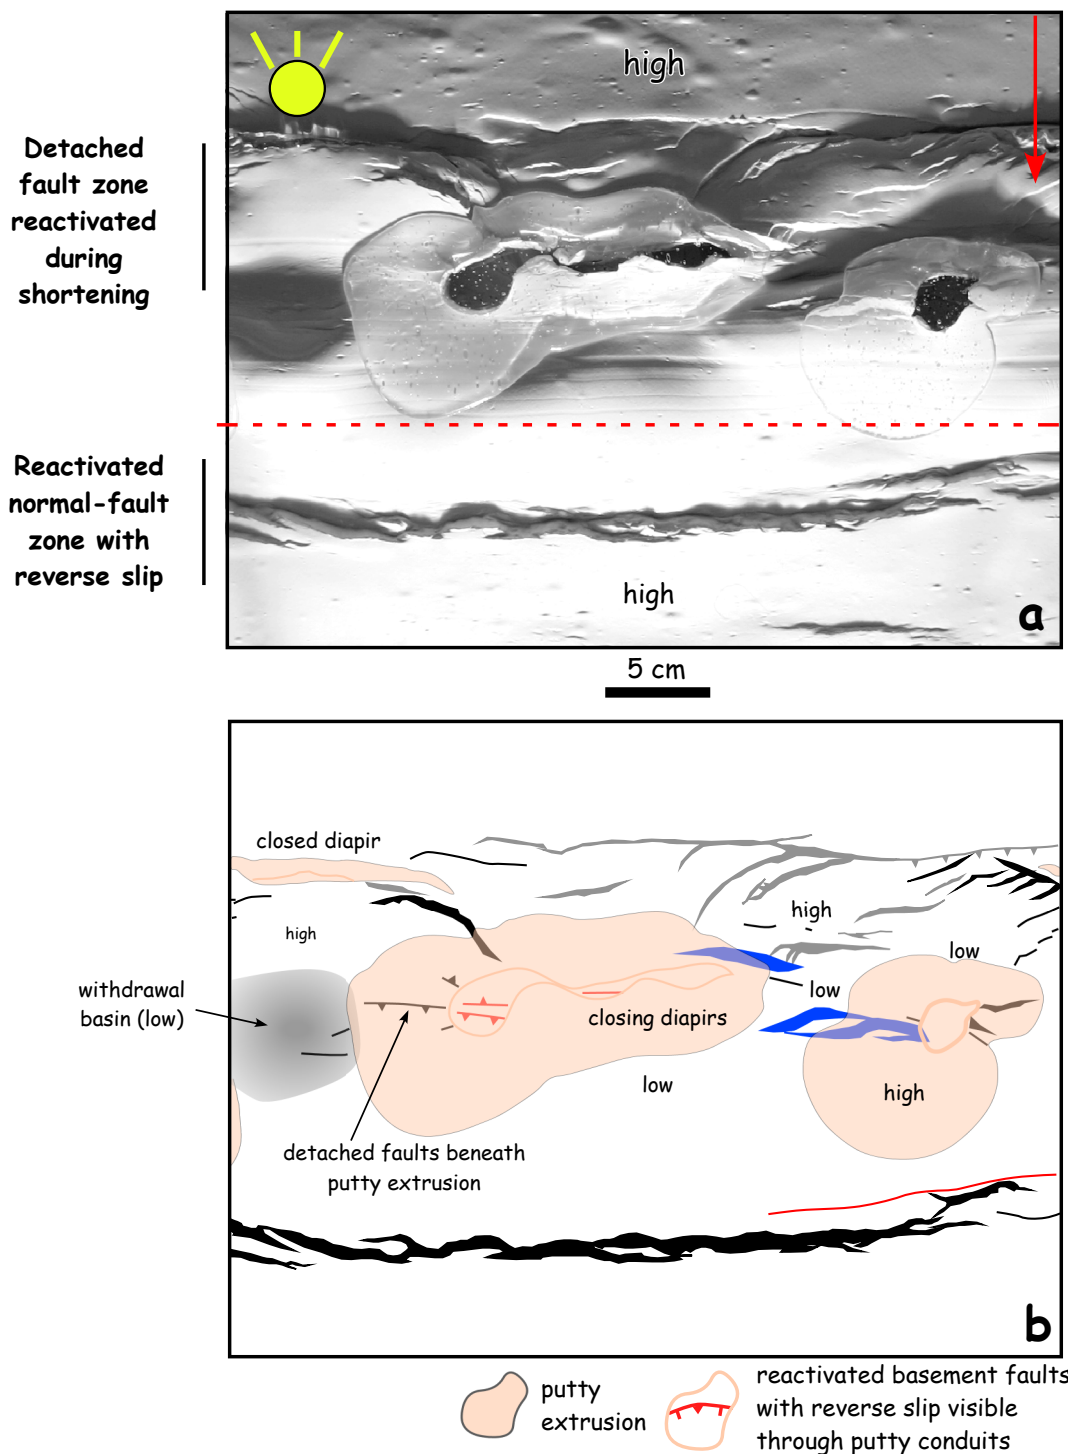 high
Detached
fault zone
reactivated
during
shortening
Reactivated
normal-fault
zone with
reverse slip
high
a
5 cm
closed diapir
high
high
low
withdrawal
basin (low)
low
closing diapirs
low
high
detached faults beneath
putty extrusion
b
putty
extrusion
reactivated basement faults
with reverse slip visible
through putty conduits